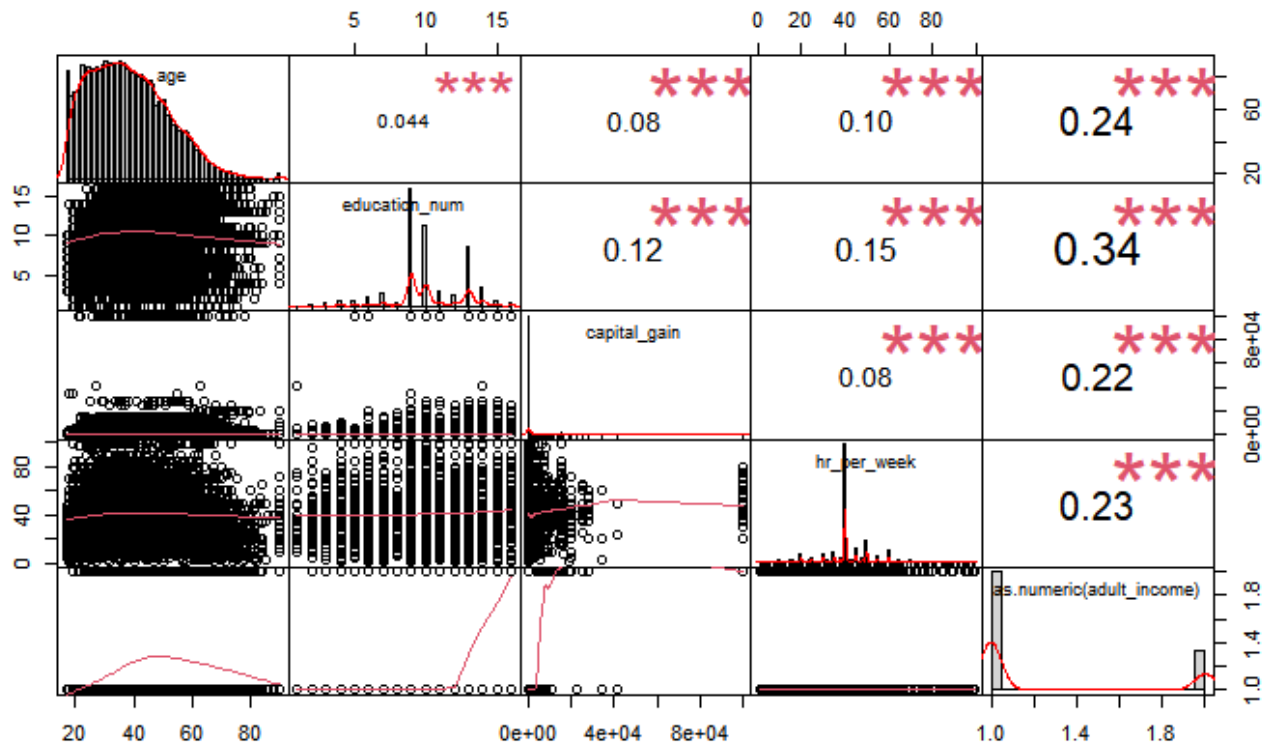 5 10 15 0 20 40 60 80
age *** *** *** ***
0.044 0.08 0.10 0.24
20 60
5 10 15
education_num *** *** ***
0.12 0.15 0.34
capital_gain *** ***
0.08 0.22
0e+00 8e+04
0 40 80
hr_per_week ***
0.23
as.numeric(adult_income)
1.0 1.4 1.8
20 40 60 80 0e+00 4e+04 8e+04 1.0 1.4 1.8